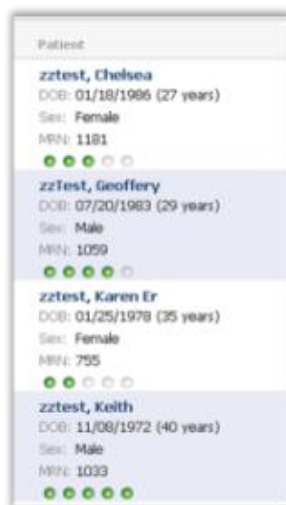 Patient
zztest, Chelsea
DOB: 01/18/1986 (27 years)
Sex: Female
MRN: 1181
zzTest, Geoffery
DOB: 07/20/1983 (29 years)
Sex: Male
MRN: 1059
zztest, Karen Er
DOB: 01/25/1978 (35 years)
Sex: Female
MRN: 755
zztest, Keith
DOB: 11/08/1972 (40 years)
Sex: Male
MRN: 1033